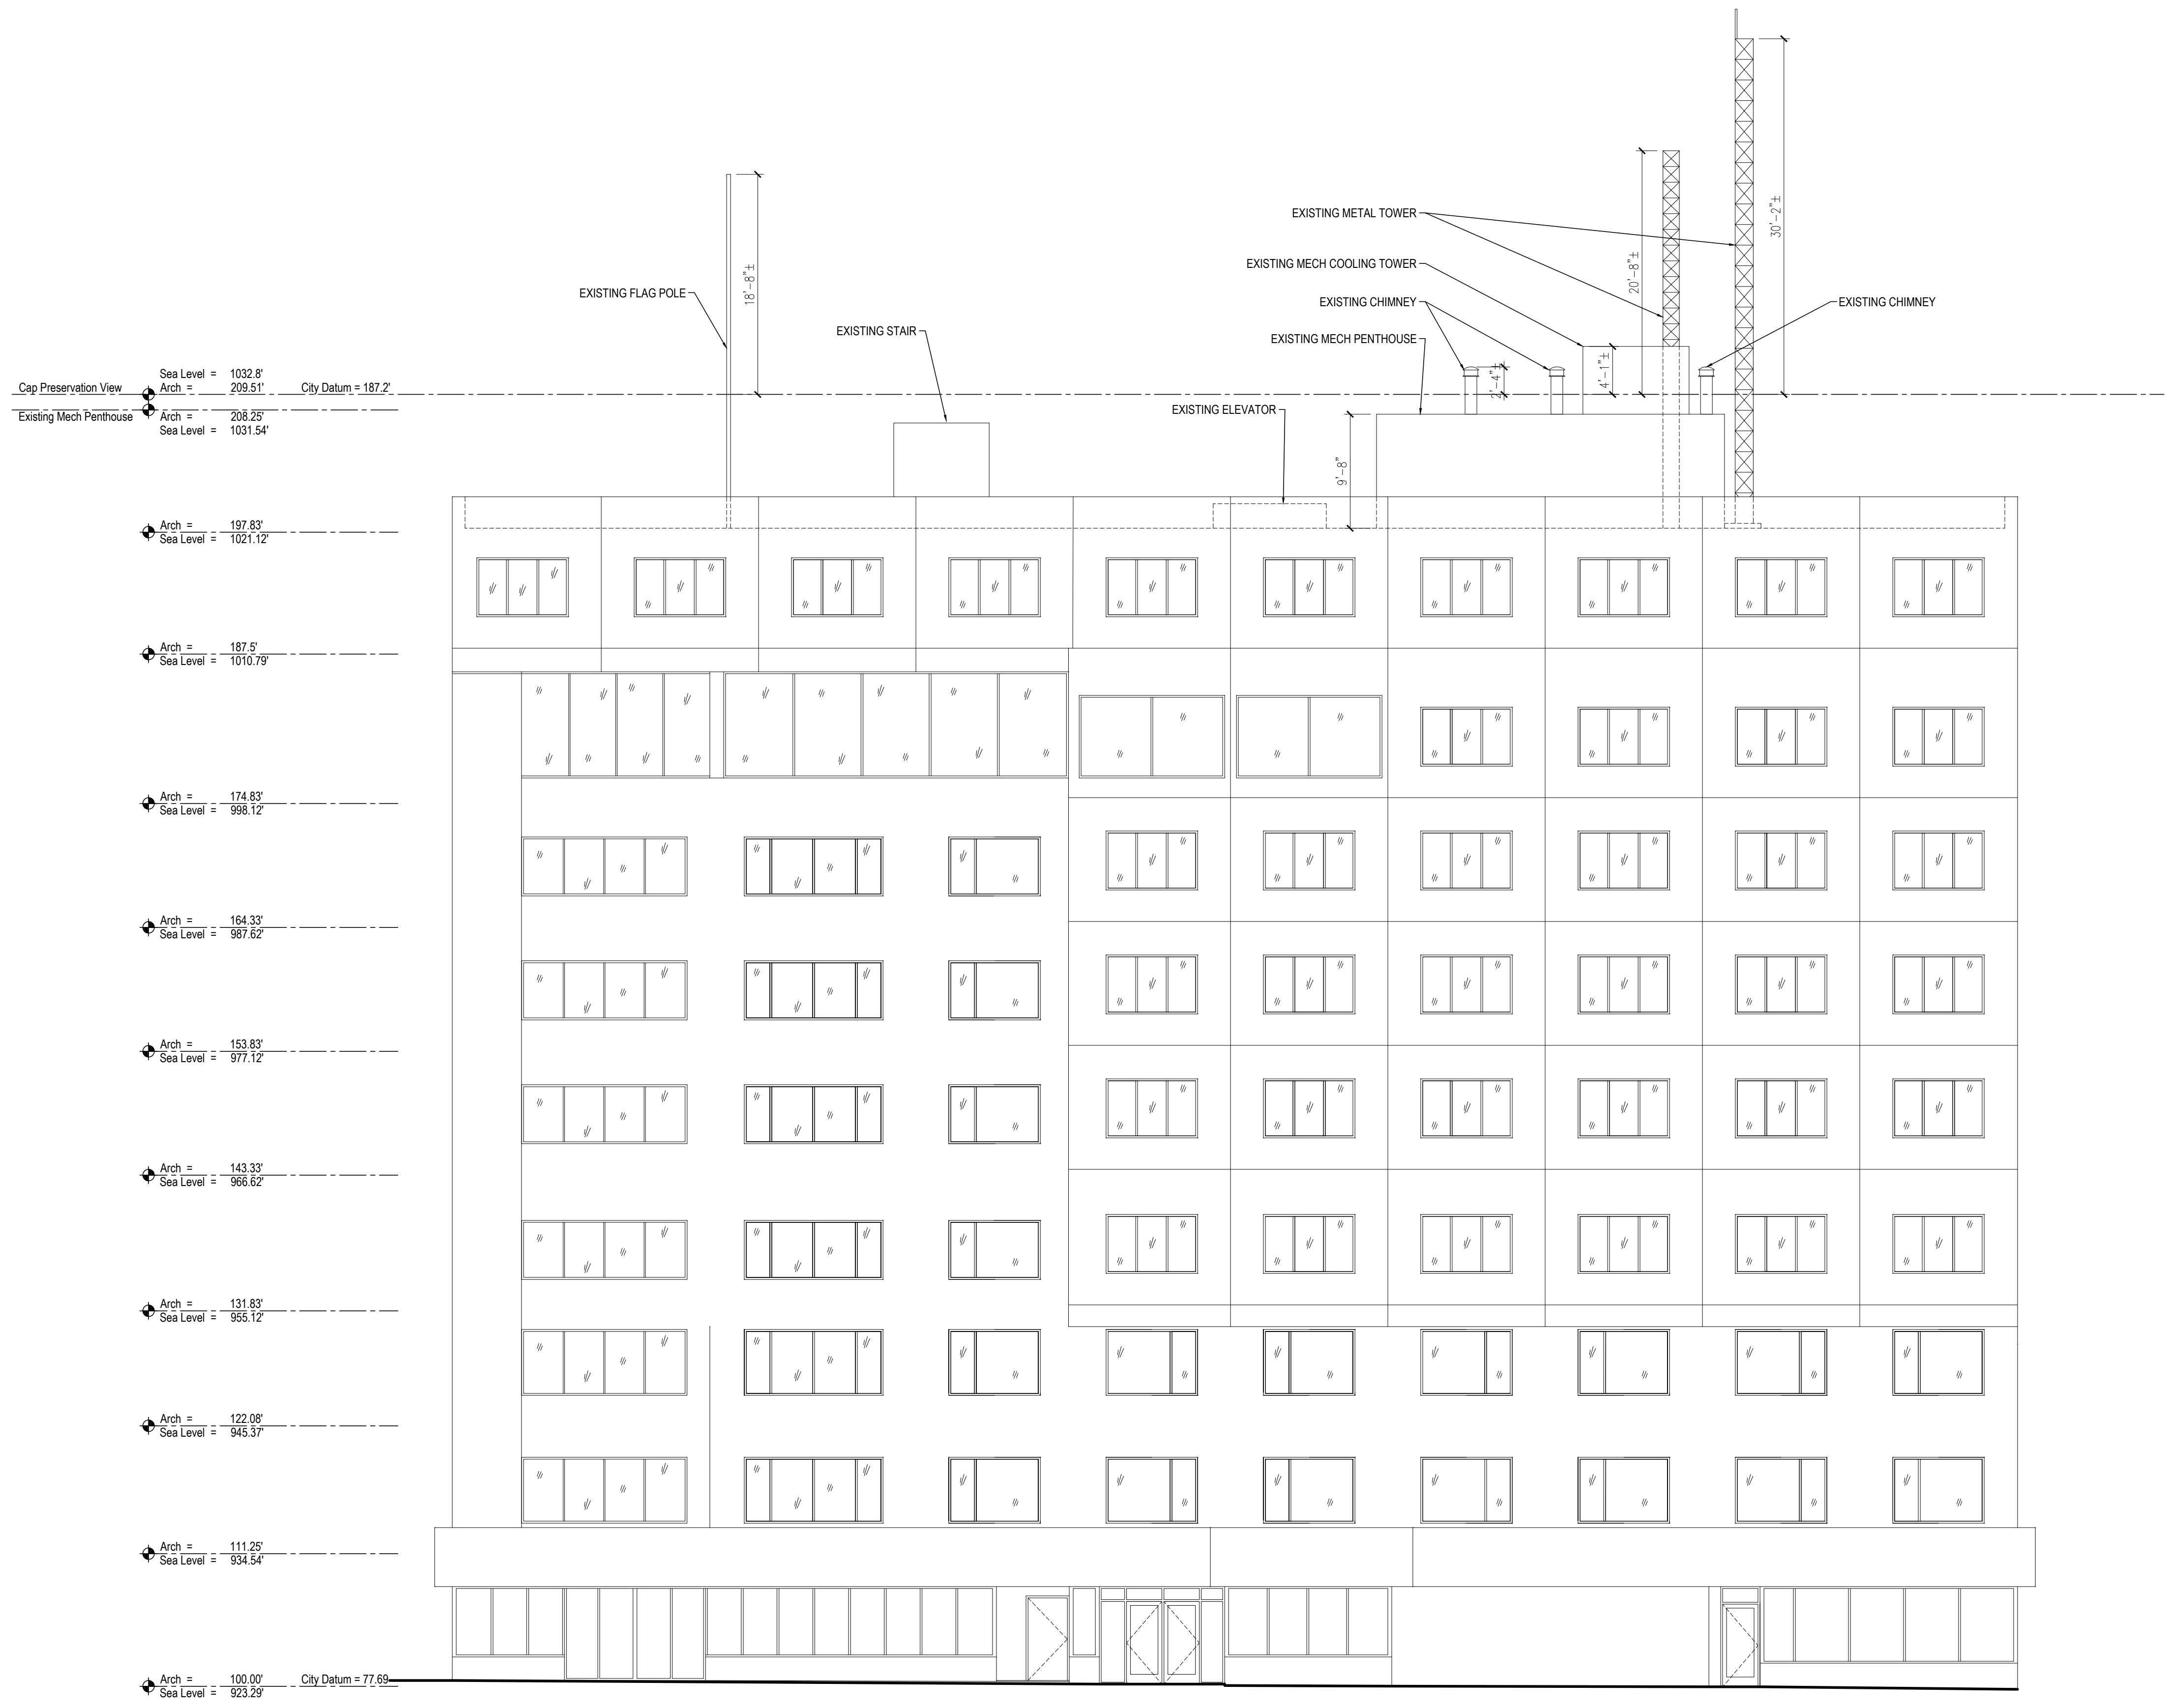 30'-2"±
EXISTING METAL TOWER
20'-8"±
18'-8"±
EXISTING MECH COOLING TOWER
EXISTING FLAG POLE
EXISTING CHIMNEY
EXISTING CHIMNEY
EXISTING STAIR
EXISTING MECH PENTHOUSE
4'-1"±
2'-4"±
Sea Level = 1032.8'
Cap Preservation View Arch = 209.51' City Datum = 187.2'
Existing Mech Penthouse Arch = 208.25'
Sea Level = 1031.54'
EXISTING ELEVATOR
9'-8"
Arch = 197.83'
Sea Level = 1021.12'
Arch = 187.5'
Sea Level = 1010.79'
Arch = 174.83'
Sea Level = 998.12'
Arch = 164.33'
Sea Level = 987.62'
Arch = 153.83'
Sea Level = 977.12'
Arch = 143.33'
Sea Level = 966.62'
Arch = 131.83'
Sea Level = 955.12'
Arch = 122.08'
Sea Level = 945.37'
Arch = 111.25'
Sea Level = 934.54'
Arch = 100.00' City Datum = 77.69
Sea Level = 923.29'